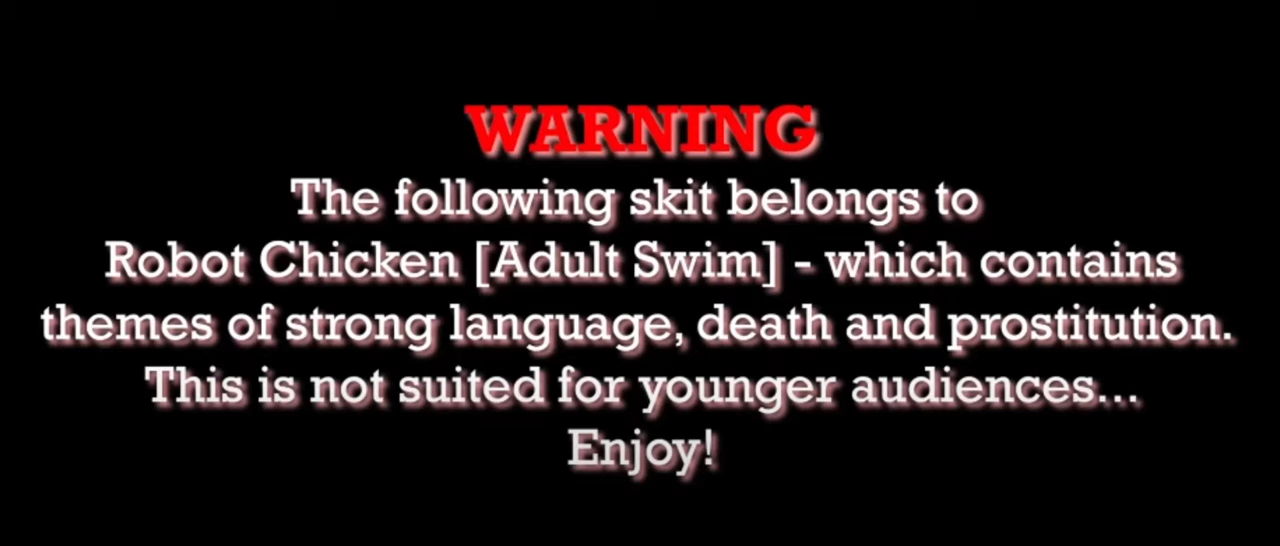 WARNING
The following skit belongs to
Robot Chicken [Adult Swim] - which contains
themes of strong language, death and prostitution.
This is not suited for younger audiences...
Enjoy!